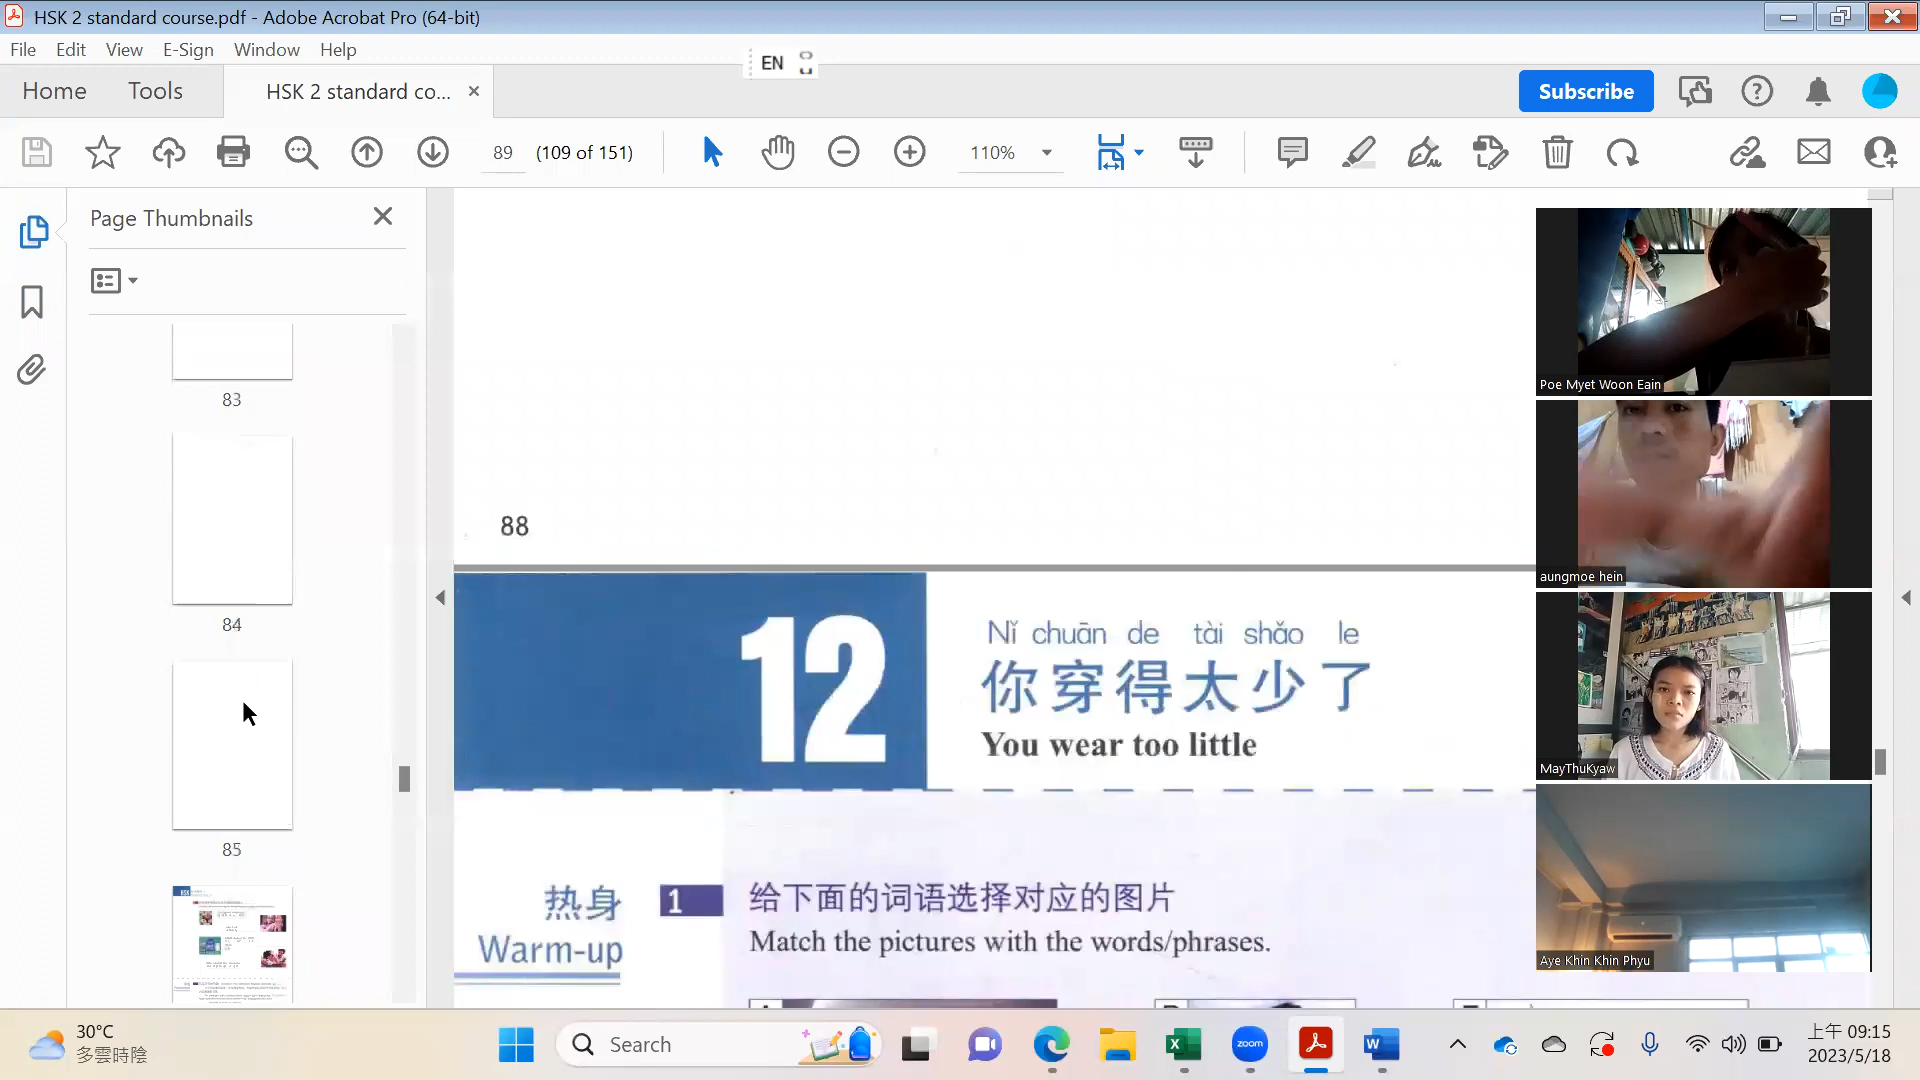 HSK 2 standard course.pdf - Adobe Acrobat Pro (64-bit)
File Edit View E-Sign Window Help
EN
Home Tools HSK 2 standard co... Subscribe
89 (109 of 151) 110%
Page Thumbnails
83
84
85
88
12
Nǐ chuān de tài shǎo le
你穿得太少了
You wear too little
热身
Warm-up
1 给下面的词语选择对应的图片
Match the pictures with the words/phrases.
Poe Myet Woon Eain
aungmoe hein
MayThuKyaw
Aye Khin Khin Phyu
30°C
多雲時陰
Search
zoom
上午 09:15
2023/5/18